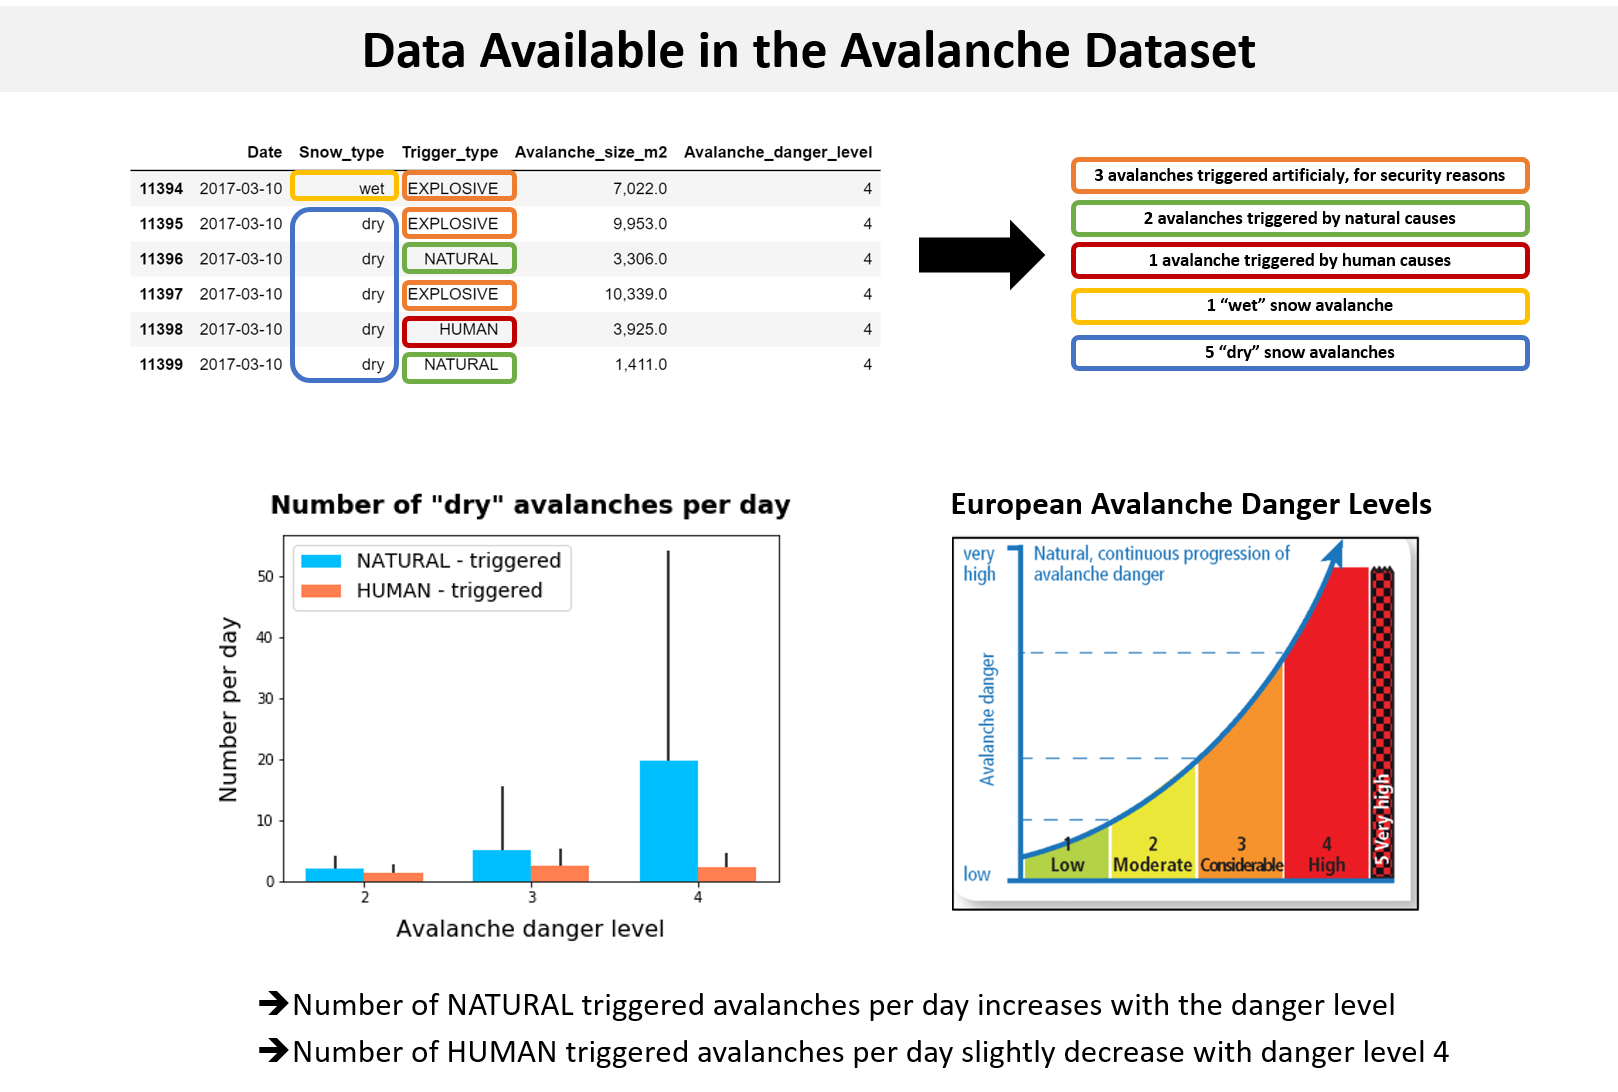 Data Available in the Avalanche Dataset
Date Snow_type Trigger_type Avalanche_size_m2 Avalanche_danger_level
11394 2017-03-10 wet EXPLOSIVE 7,022.0 4
11395 2017-03-10 dry EXPLOSIVE 9,953.0 4
11396 2017-03-10 dry NATURAL 3,306.0 4
11397 2017-03-10 dry EXPLOSIVE 10,339.0 4
11398 2017-03-10 dry HUMAN 3,925.0 4
11399 2017-03-10 dry NATURAL 1,411.0 4
3 avalanches triggered artificialy, for security reasons
2 avalanches triggered by natural causes
1 avalanche triggered by human causes
1 “wet” snow avalanche
5 “dry” snow avalanches
Number of "dry" avalanches per day
NATURAL - triggered
HUMAN - triggered
Number per day
50
40
30
20
10
0
2 3 4
Avalanche danger level
European Avalanche Danger Levels
very
high
Natural, continuous progression of
avalanche danger
Avalanche danger
low
1
Low
2
Moderate
3
Considerable
4
High
5 Very high
➔Number of NATURAL triggered avalanches per day increases with the danger level
➔Number of HUMAN triggered avalanches per day slightly decrease with danger level 4